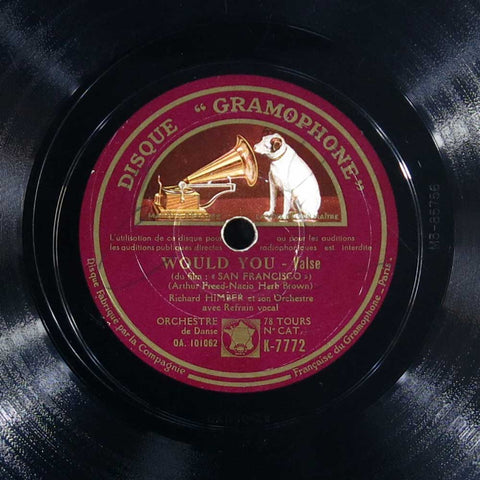 DISQUE "GRAMOPHONE"
L'utilisation de ce disque pour ou pour les auditions
les auditions publiques directes radiophoniques est interdite
WOULD YOU - Valse
(du film : « SAN FRANCISCO »)
(Arthur Freed-Nacio Herb Brown)
Richard HIMBER et son Orchestre
avec Refrain vocal
ORCHESTRE
de Danse
OA. 101062
78 TOURS
N° CAT.
K-7772
Disque Fabriqué par la Compagnie Française du Gramophone - Paris.